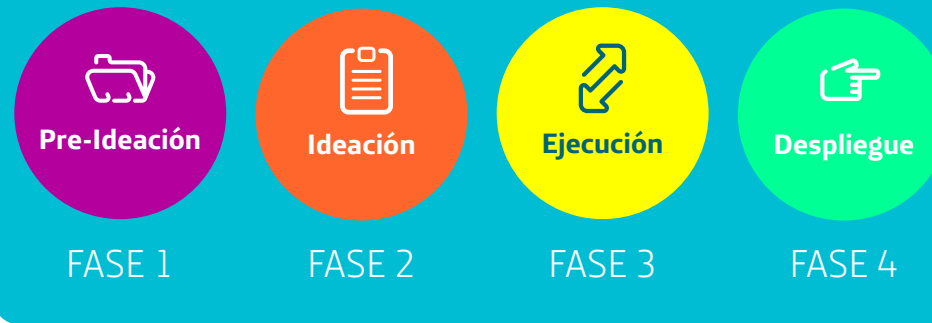 Pre-Ideación
Ideación
Ejecución
Despliegue
FASE 1
FASE 2
FASE 3
FASE 4